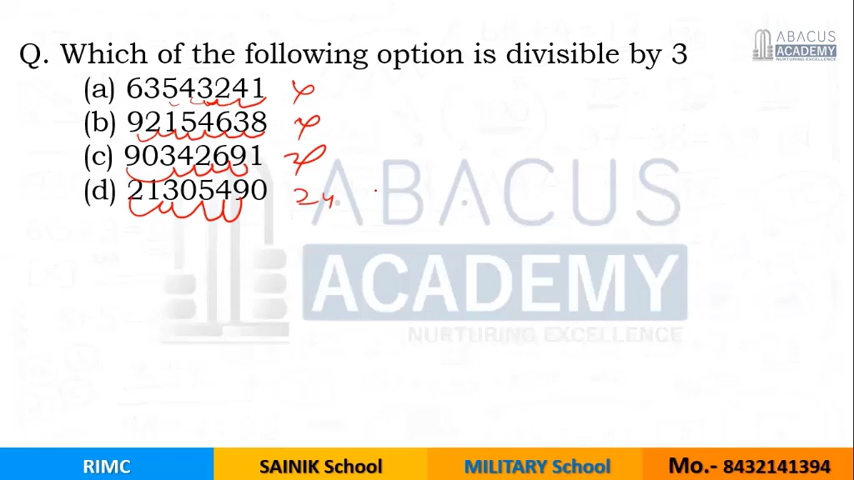 ABACUS
ACADEMY
NURTURING EXCELLENCE
Q. Which of the following option is divisible by 3
(a) 63543241
(b) 92154638
(c) 90342691
(d) 21305490 24
ABACUS
ACADEMY
NURTURING EXCELLENCE
RIMC SAINIK School MILITARY School Mo.- 8432141394